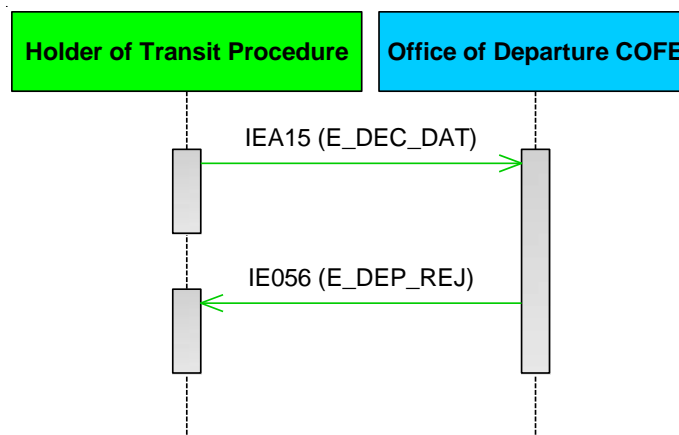 Holder of Transit Procedure
Office of Departure COFE
IEA15 (E_DEC_DAT)
IE056 (E_DEP_REJ)